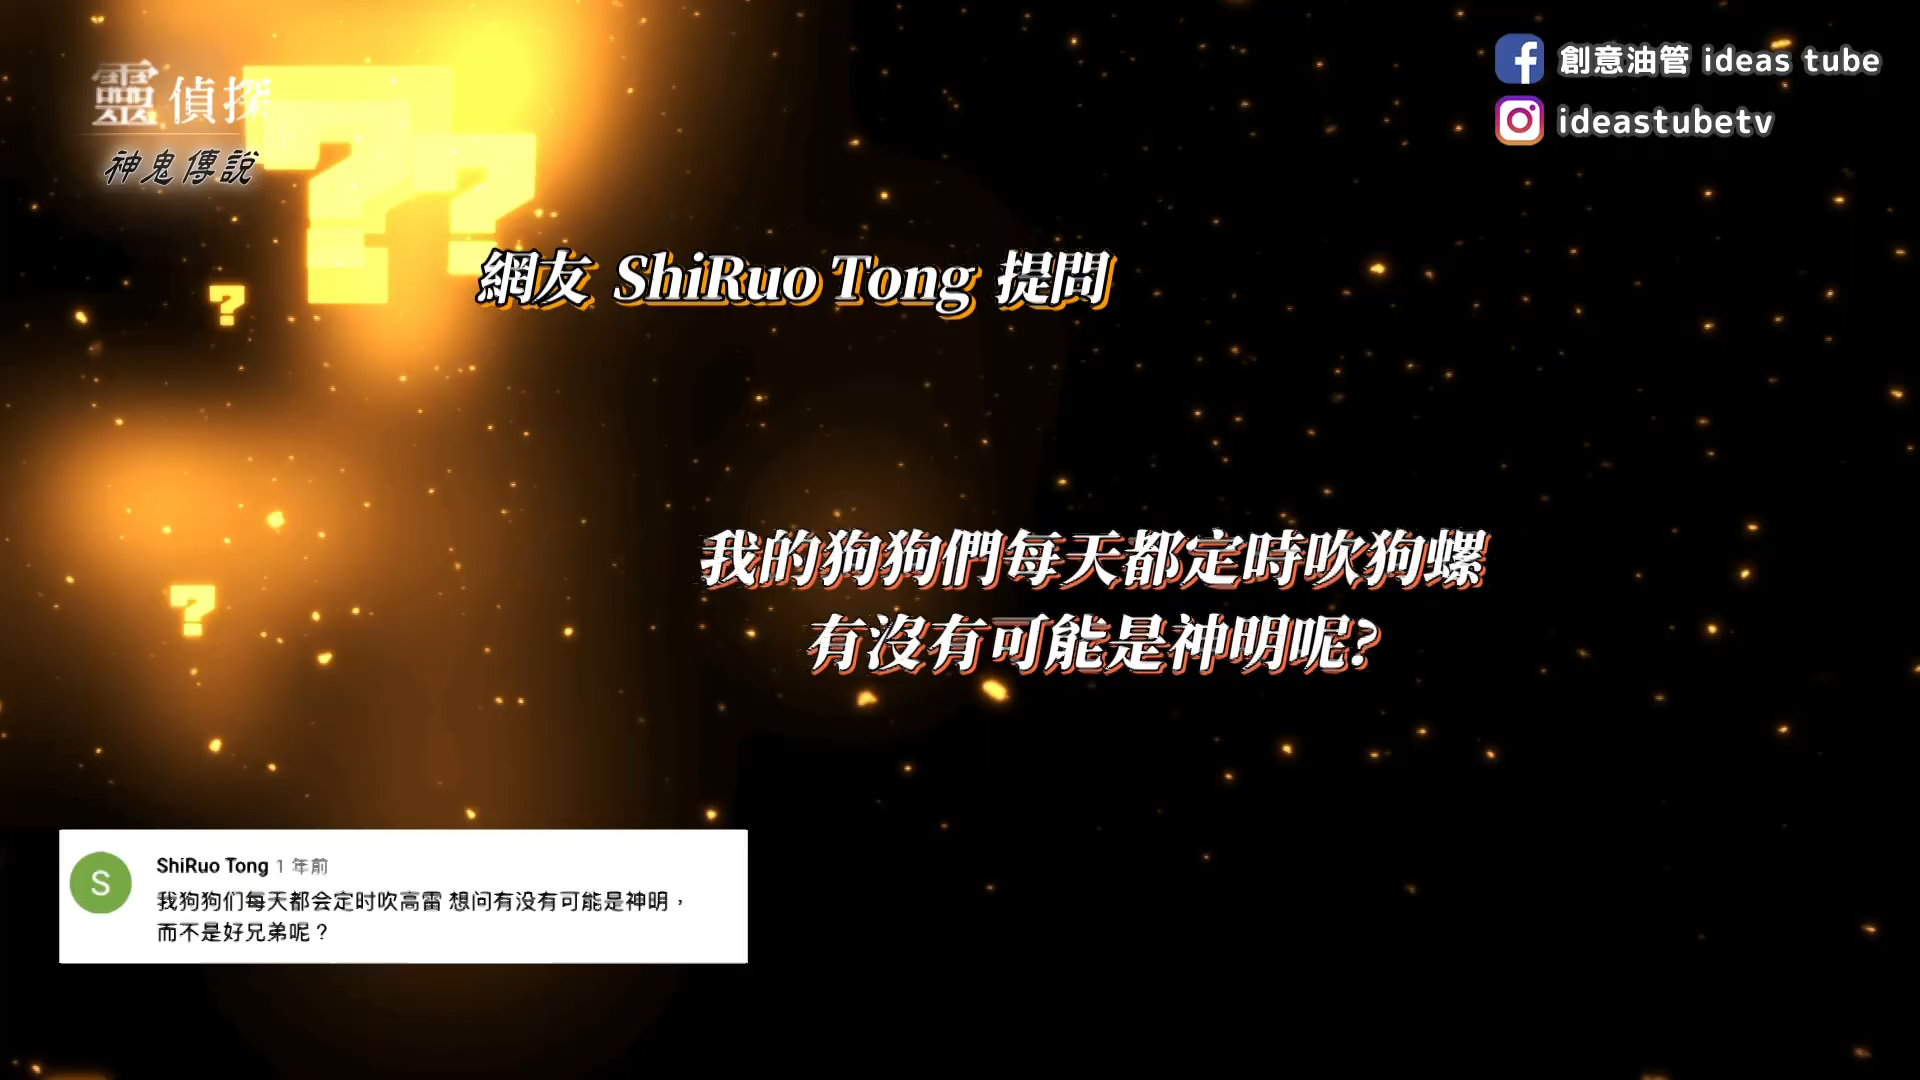 靈偵探
神鬼傳說
創意油管 ideas tube
ideastubetv
網友 ShiRuo Tong 提問
我的狗狗們每天都定時吹狗螺
有沒有可能是神明呢?
S
ShiRuo Tong 1 年前
我狗狗们每天都会定时吹高雷 想问有没有可能是神明，
而不是好兄弟呢？